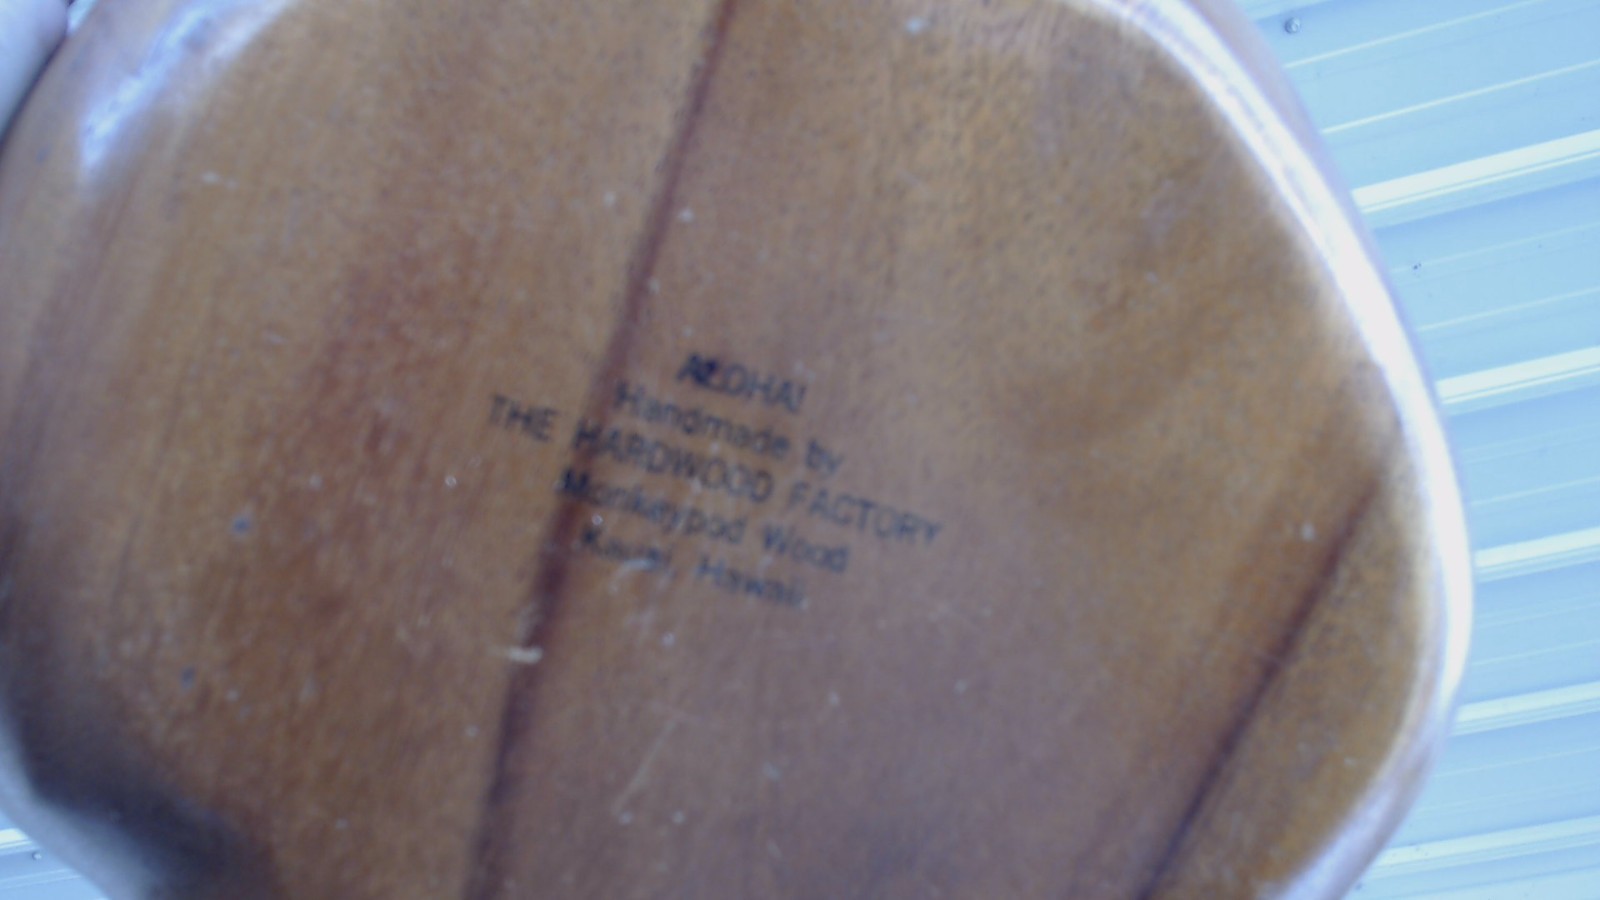 ALOHA!
Handmade by
THE HARDWOOD FACTORY
Monkeypod Wood
Kauai, Hawaii